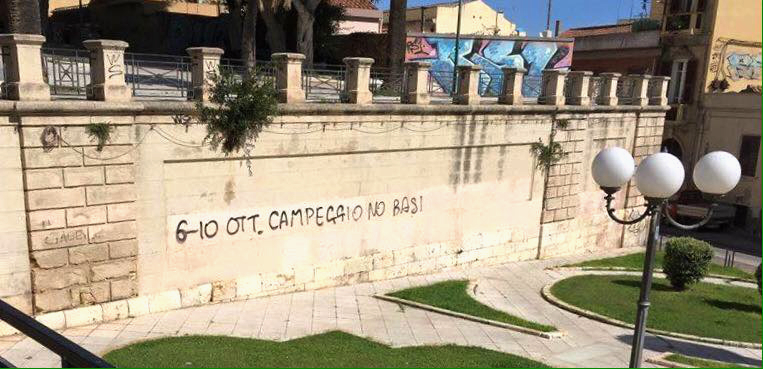 6-10 OTT. CAMPEGGIO NO BASI